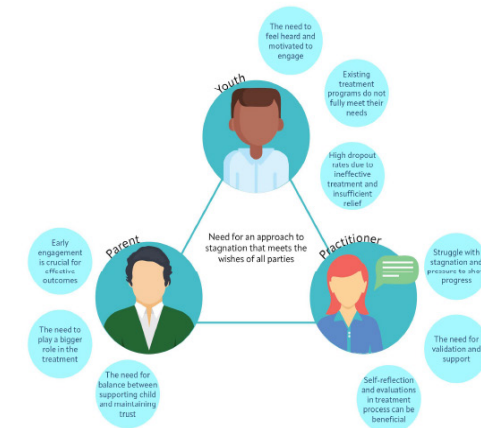 The need to
feel heard and
motivated to
engage
Youth
Existing
treatment
programs do not
fully meet their
needs
High dropout
rates due to
ineffective
treatment and
insufficient
relief
Need for an approach to
stagnation that meets the
wishes of all parties
Parent
Early
engagement
is crucial for
effective
outcomes
The need to
play a bigger
role in the
treatment
The need for
balance between
supporting child
and maintaining
trust
Practitioner
Struggle with
stagnation and
pressure to show
progress
The need for
validation and
support
Self-reflection
and evaluations
in treatment
process can be
beneficial